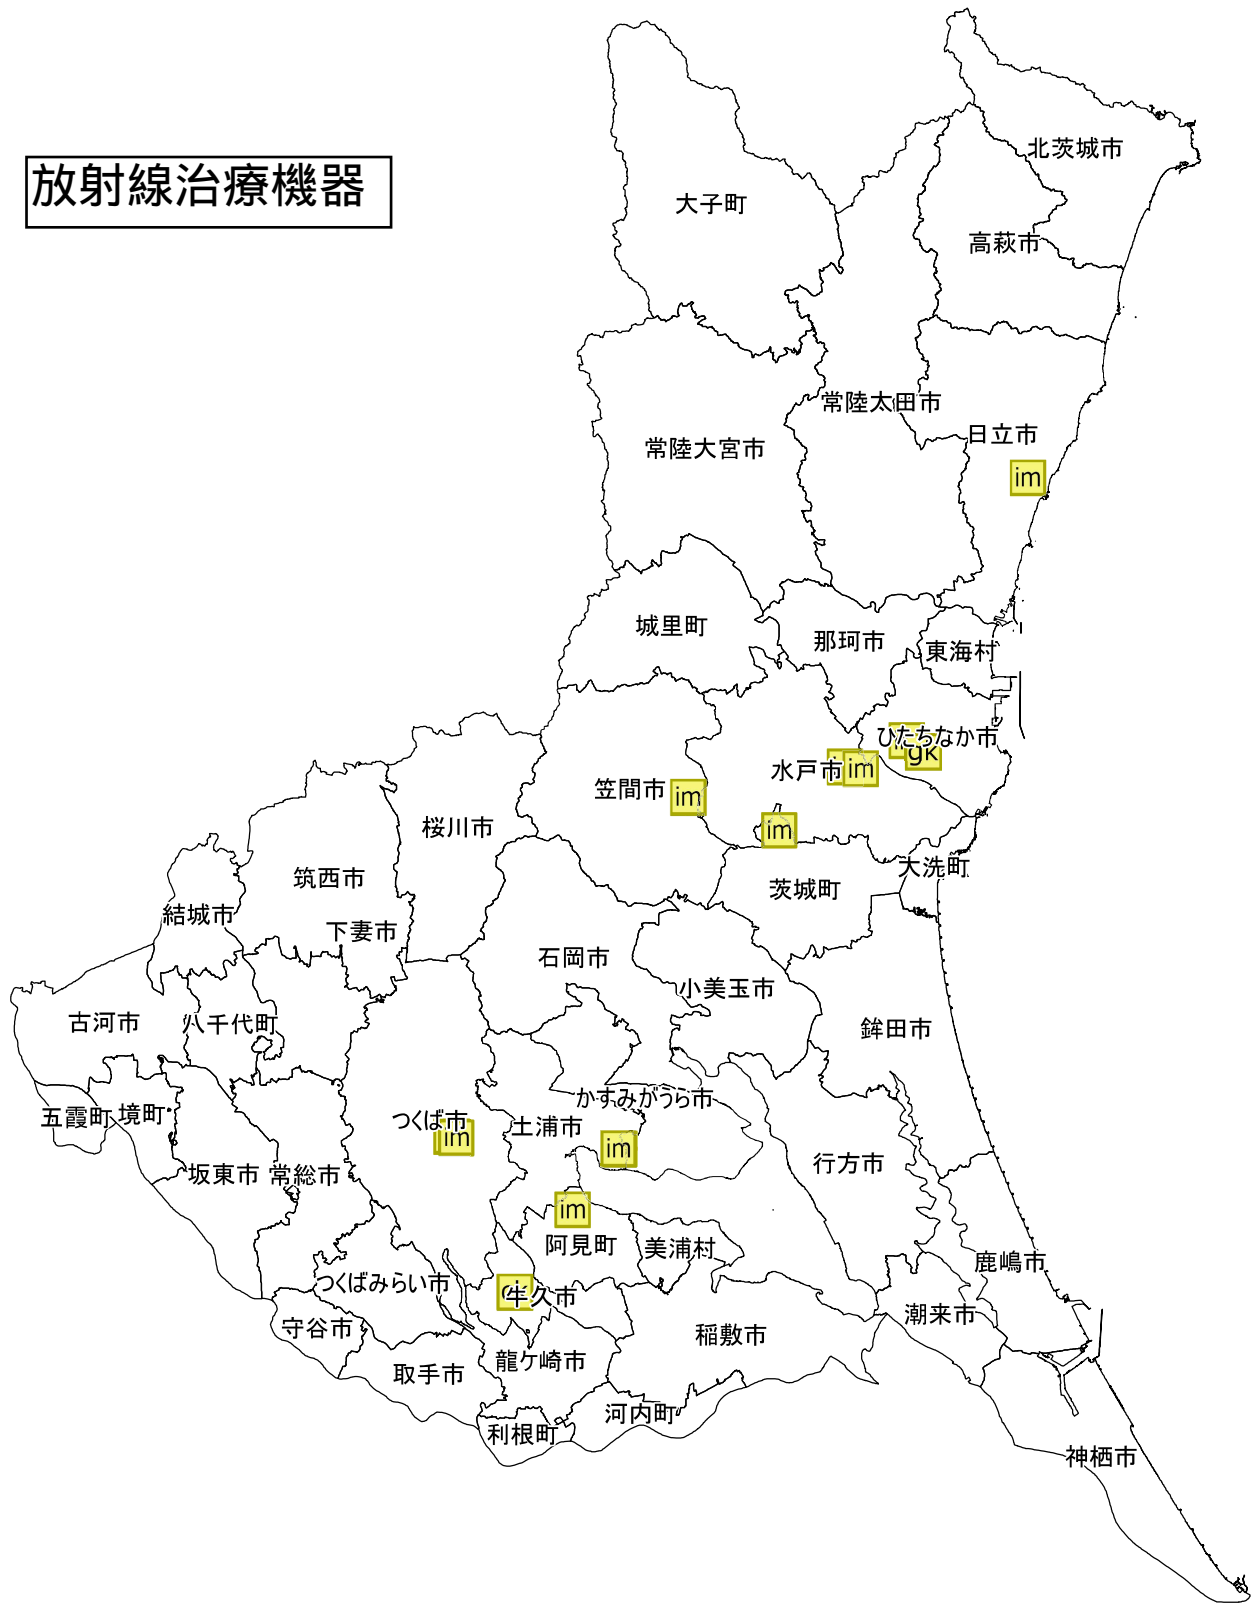 放射線治療機器
北茨城市
大子町
高萩市
常陸太田市
日立市
常陸大宮市
im
城里町
那珂市
東海村
ひたちなか市
gk
水戸市
im
笠間市
im
桜川市
im
筑西市
大洗町
茨城町
結城市
下妻市
石岡市
小美玉市
古河市
八千代町
鉾田市
かすみがうら市
五霞町
境町
つくば市
im
土浦市
im
坂東市
常総市
行方市
im
阿見町
美浦村
鹿嶋市
つくばみらい市
牛久市
潮来市
守谷市
稲敷市
龍ケ崎市
取手市
河内町
利根町
神栖市